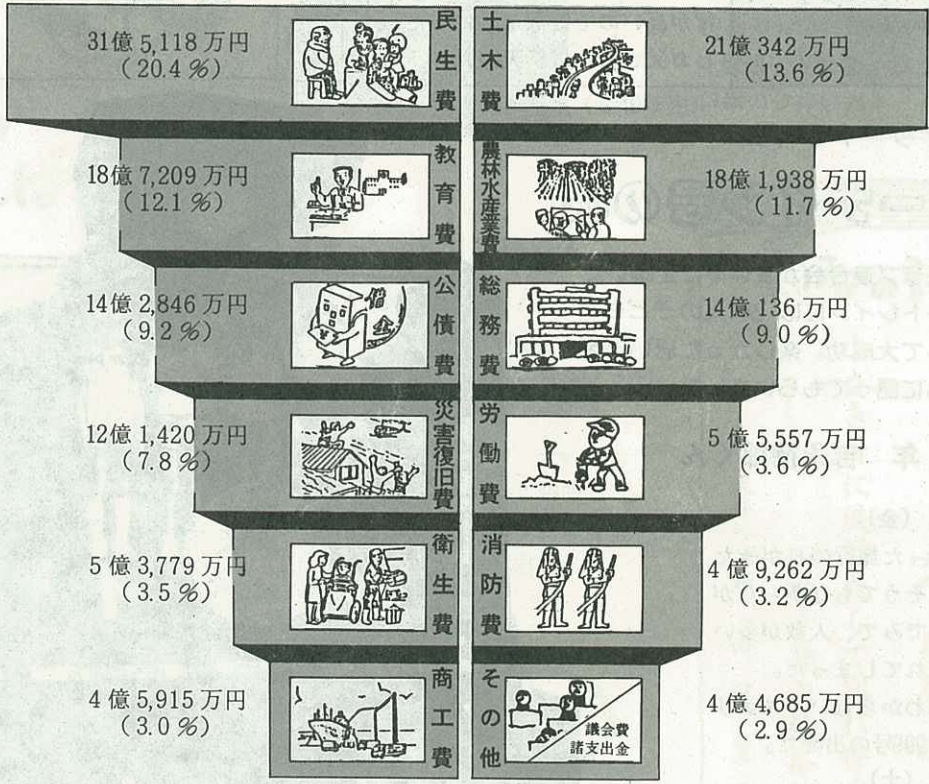 31億5,118万円
(20.4%)
民生費
土木費
21億342万円
(13.6%)
18億7,209万円
(12.1%)
教育費
農林水産業費
18億1,938万円
(11.7%)
14億2,846万円
(9.2%)
公債費
総務費
14億136万円
(9.0%)
12億1,420万円
(7.8%)
災害復旧費
労働費
5億5,557万円
(3.6%)
5億3,779万円
(3.5%)
衛生費
消防費
4億9,262万円
(3.2%)
4億5,915万円
(3.0%)
商工費
その他
議会費
諸支出金
4億4,685万円
(2.9%)